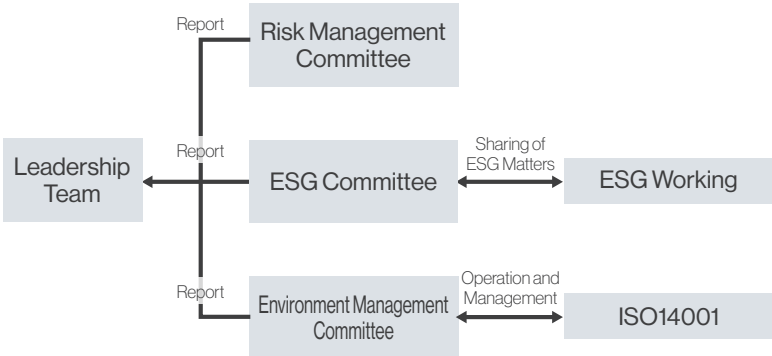 Report
Risk Management
Committee
Report
Leadership
Team
ESG Committee
Sharing of
ESG Matters
ESG Working
Report
Environment Management
Committee
Operation and
Management
ISO14001